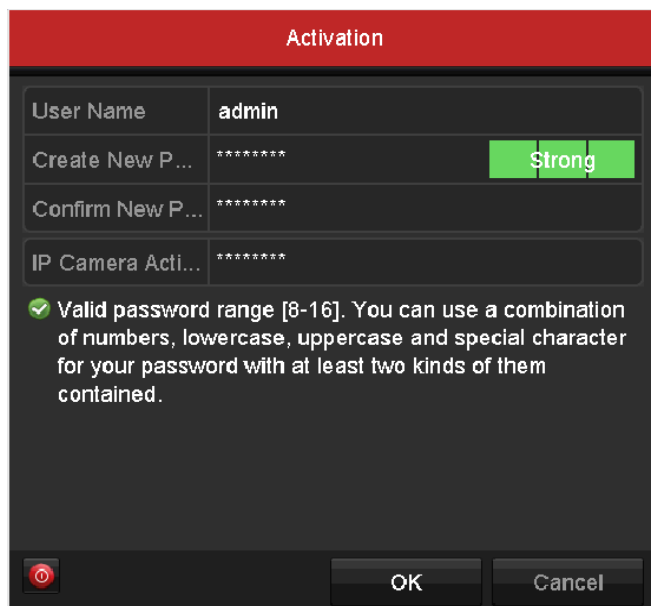 Activation
User Name admin
Create New P... ******** Strong
Confirm New P... ********
IP Camera Acti... ********
Valid password range [8-16]. You can use a combination
of numbers, lowercase, uppercase and special character
for your password with at least two kinds of them
contained.
OK Cancel